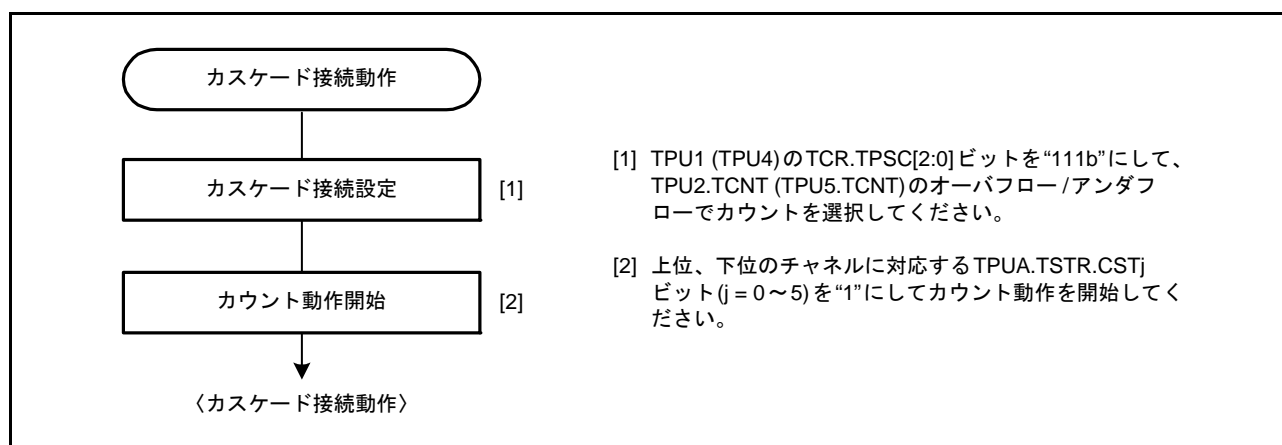 カスケード接続動作
カスケード接続設定
[1]
カウント動作開始
[2]
〈カスケード接続動作〉
[1] TPU1 (TPU4)のTCR.TPSC[2:0]ビットを“111b”にして、
TPU2.TCNT (TPU5.TCNT)のオーバフロー /アンダフ
ローでカウントを選択してください。
[2] 上位、下位のチャネルに対応するTPUA.TSTR.CSTj
ビット(j = 0～5)を“1”にしてカウント動作を開始してく
ださい。